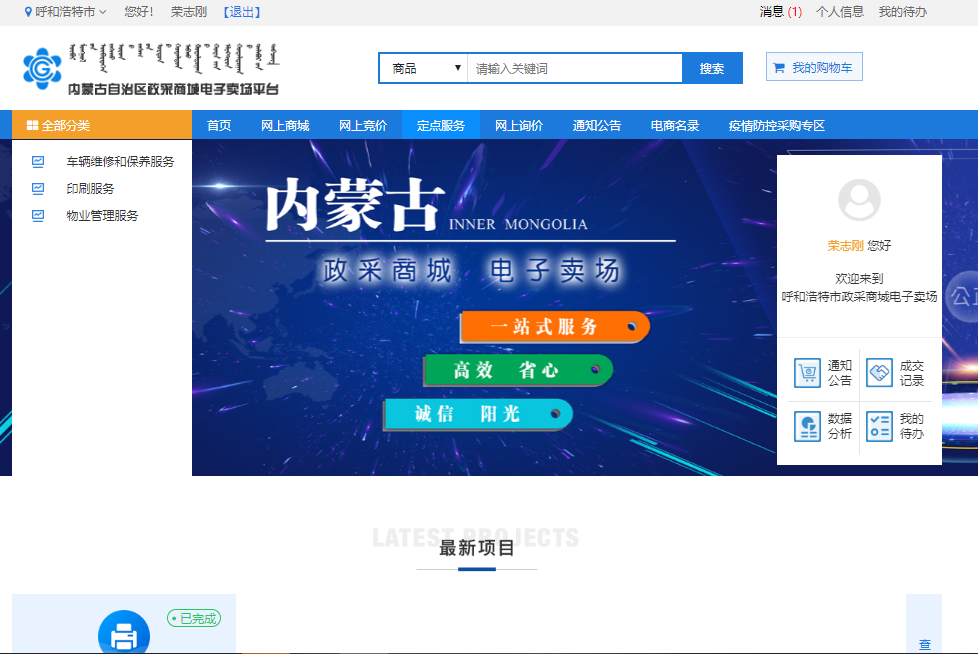 呼和浩特市 您好！ 荣志刚 【退出】 消息 (1) 个人信息 我的待办
内蒙古自治区政采商城电子卖场平台
商品 请输入关键词 搜索 我的购物车
全部分类 首页 网上商城 网上竞价 定点服务 网上询价 通知公告 电商名录 疫情防控采购专区
车辆维修和保养服务
印刷服务
物业管理服务
内蒙古 INNER MONGOLIA
政采商城 电子卖场
一站式服务
高效 省心
诚信 阳光
荣志刚 您好
欢迎来到
呼和浩特市政采商城电子卖场
通知公告
成交记录
数据分析
我的待办
LATEST PROJECTS
最新项目
已完成
查